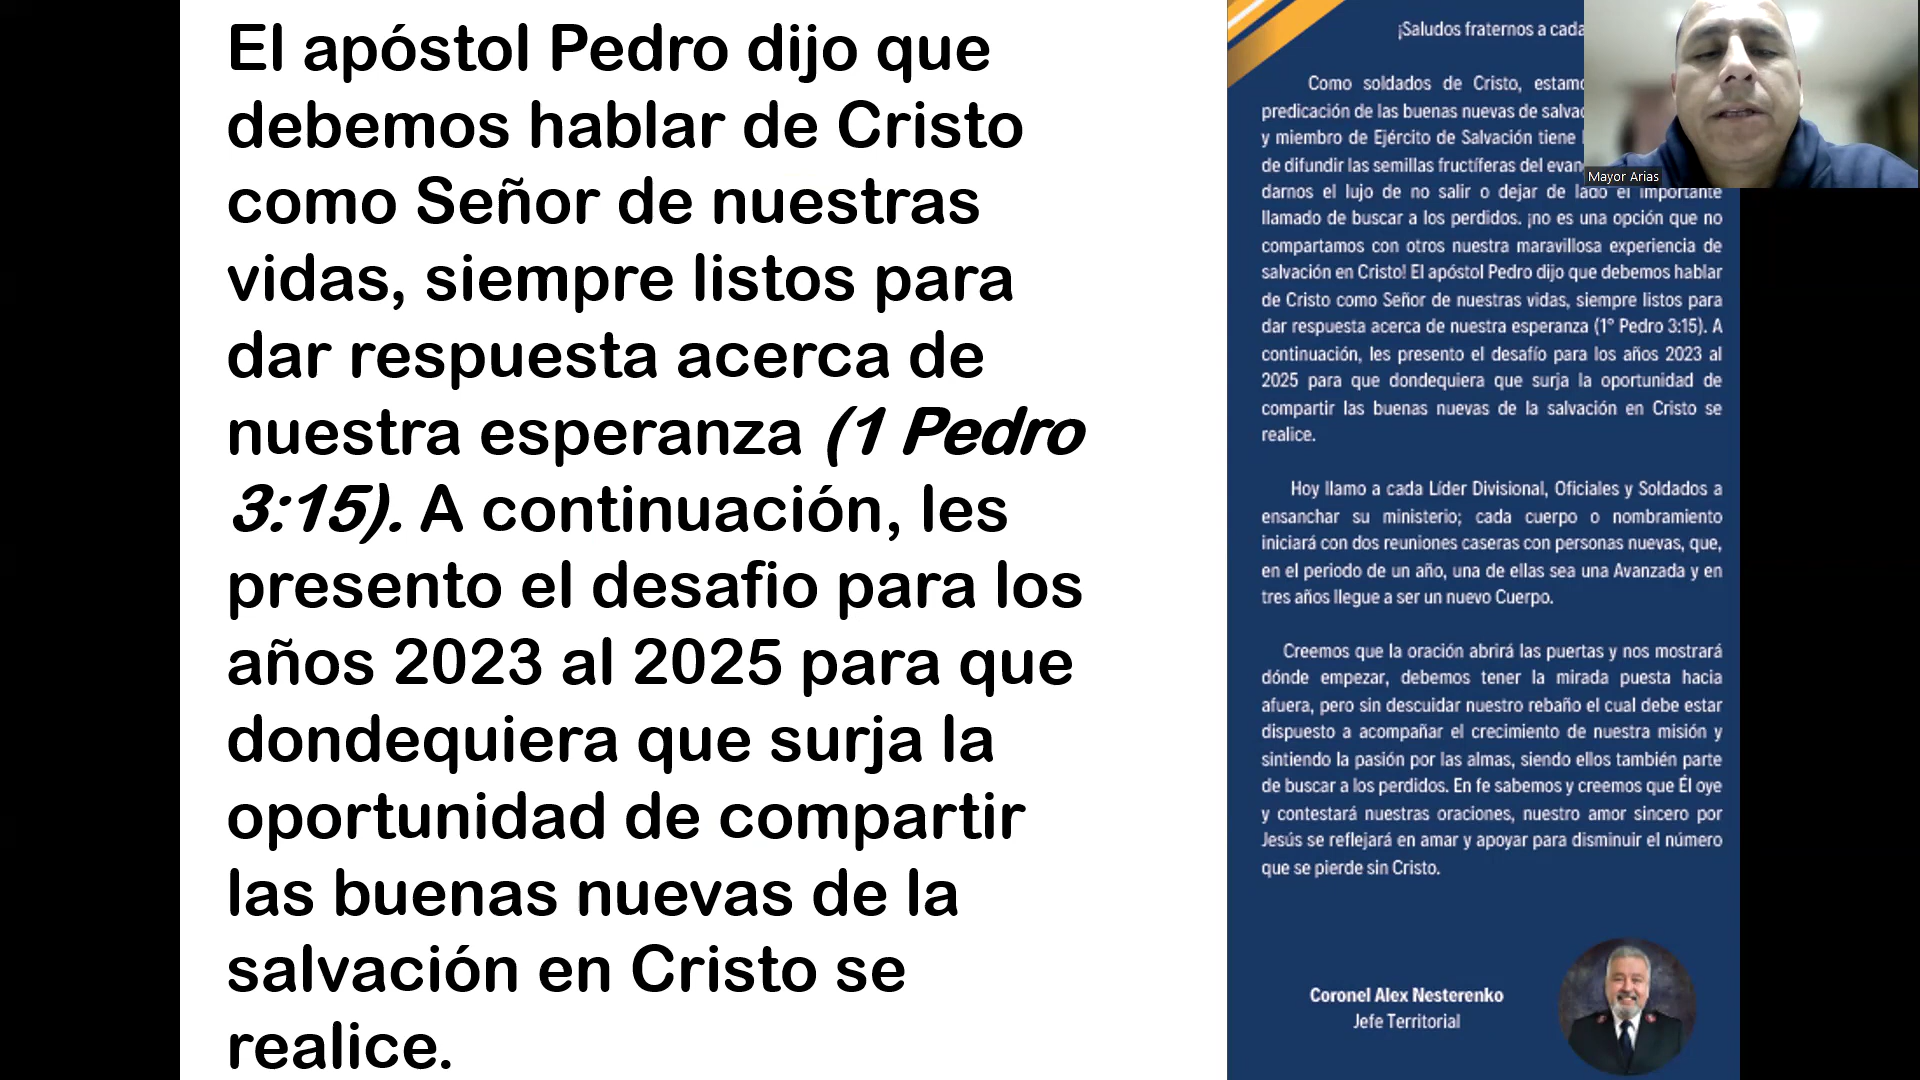 El apóstol Pedro dijo que
debemos hablar de Cristo
como Señor de nuestras
vidas, siempre listos para
dar respuesta acerca de
nuestra esperanza (1 Pedro
3:15). A continuación, les
presento el desafio para los
años 2023 al 2025 para que
dondequiera que surja la
oportunidad de compartir
las buenas nuevas de la
salvación en Cristo se
realice.
¡Saludos fraternos a cada
Como soldados de Cristo,
predicación de las buenas nuevas de
y miembro de Ejército de Salvación tiene
de difundir las semillas fructíferas del
darnos el lujo de no salir o dejar de lado el importante
llamado de buscar a los perdidos. ¡no es una opción que no
compartamos con otros nuestra maravillosa experiencia de
salvación en Cristo! El apóstol Pedro dijo que debemos hablar
de Cristo como Señor de nuestras vidas, siempre listos para
dar respuesta acerca de nuestra esperanza (1° Pedro 3:15). A
continuación, les presento el desafío para los años 2023 al
2025 para que dondequiera que surja la oportunidad de
compartir las buenas nuevas de la salvación en Cristo se
realice.
Hoy llamo a cada Líder Divisional, Oficiales y Soldados a
ensanchar su ministerio; cada cuerpo o nombramiento
iniciará con dos reuniones caseras con personas nuevas, que,
en el periodo de un año, una de ellas sea una Avanzada y en
tres años llegue a ser un nuevo Cuerpo.
Creemos que la oración abrirá las puertas y nos mostrará
dónde empezar, debemos tener la mirada puesta hacia
afuera, pero sin descuidar nuestro rebaño el cual debe estar
dispuesto a acompañar el crecimiento de nuestra misión y
sintiendo la pasión por las almas, siendo ellos también parte
de buscar a los perdidos. En fe sabemos y creemos que Él oye
y contestará nuestras oraciones, nuestro amor sincero por
Jesús se reflejará en amar y apoyar para disminuir el número
que se pierde sin Cristo.
Coronel Alex Nesterenko
Jefe Territorial
Mayor Arias